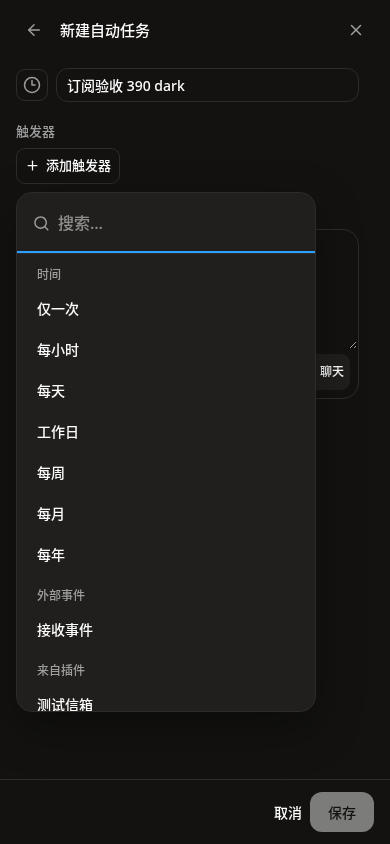 新建自动任务
订阅验收 390 dark
触发器
添加触发器
搜索...
时间
仅一次
每小时
每天
聊天
工作日
每周
每月
每年
外部事件
接收事件
来自插件
测试信箱
取消
保存